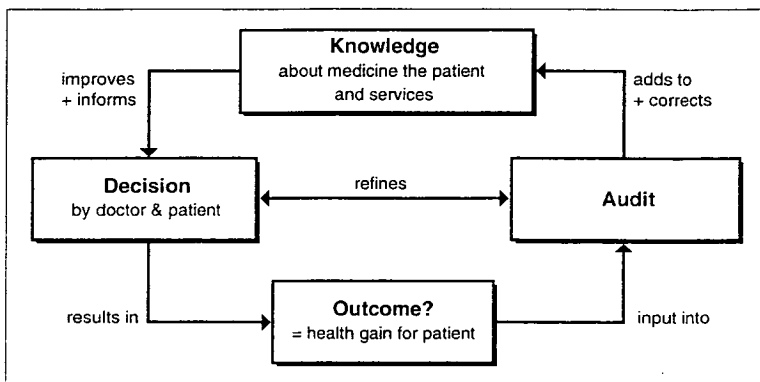 Knowledge
about medicine the patient
and services
improves
+ informs
adds to
+ corrects
Decision
by doctor & patient
refines
Audit
results in
Outcome?
= health gain for patient
input into